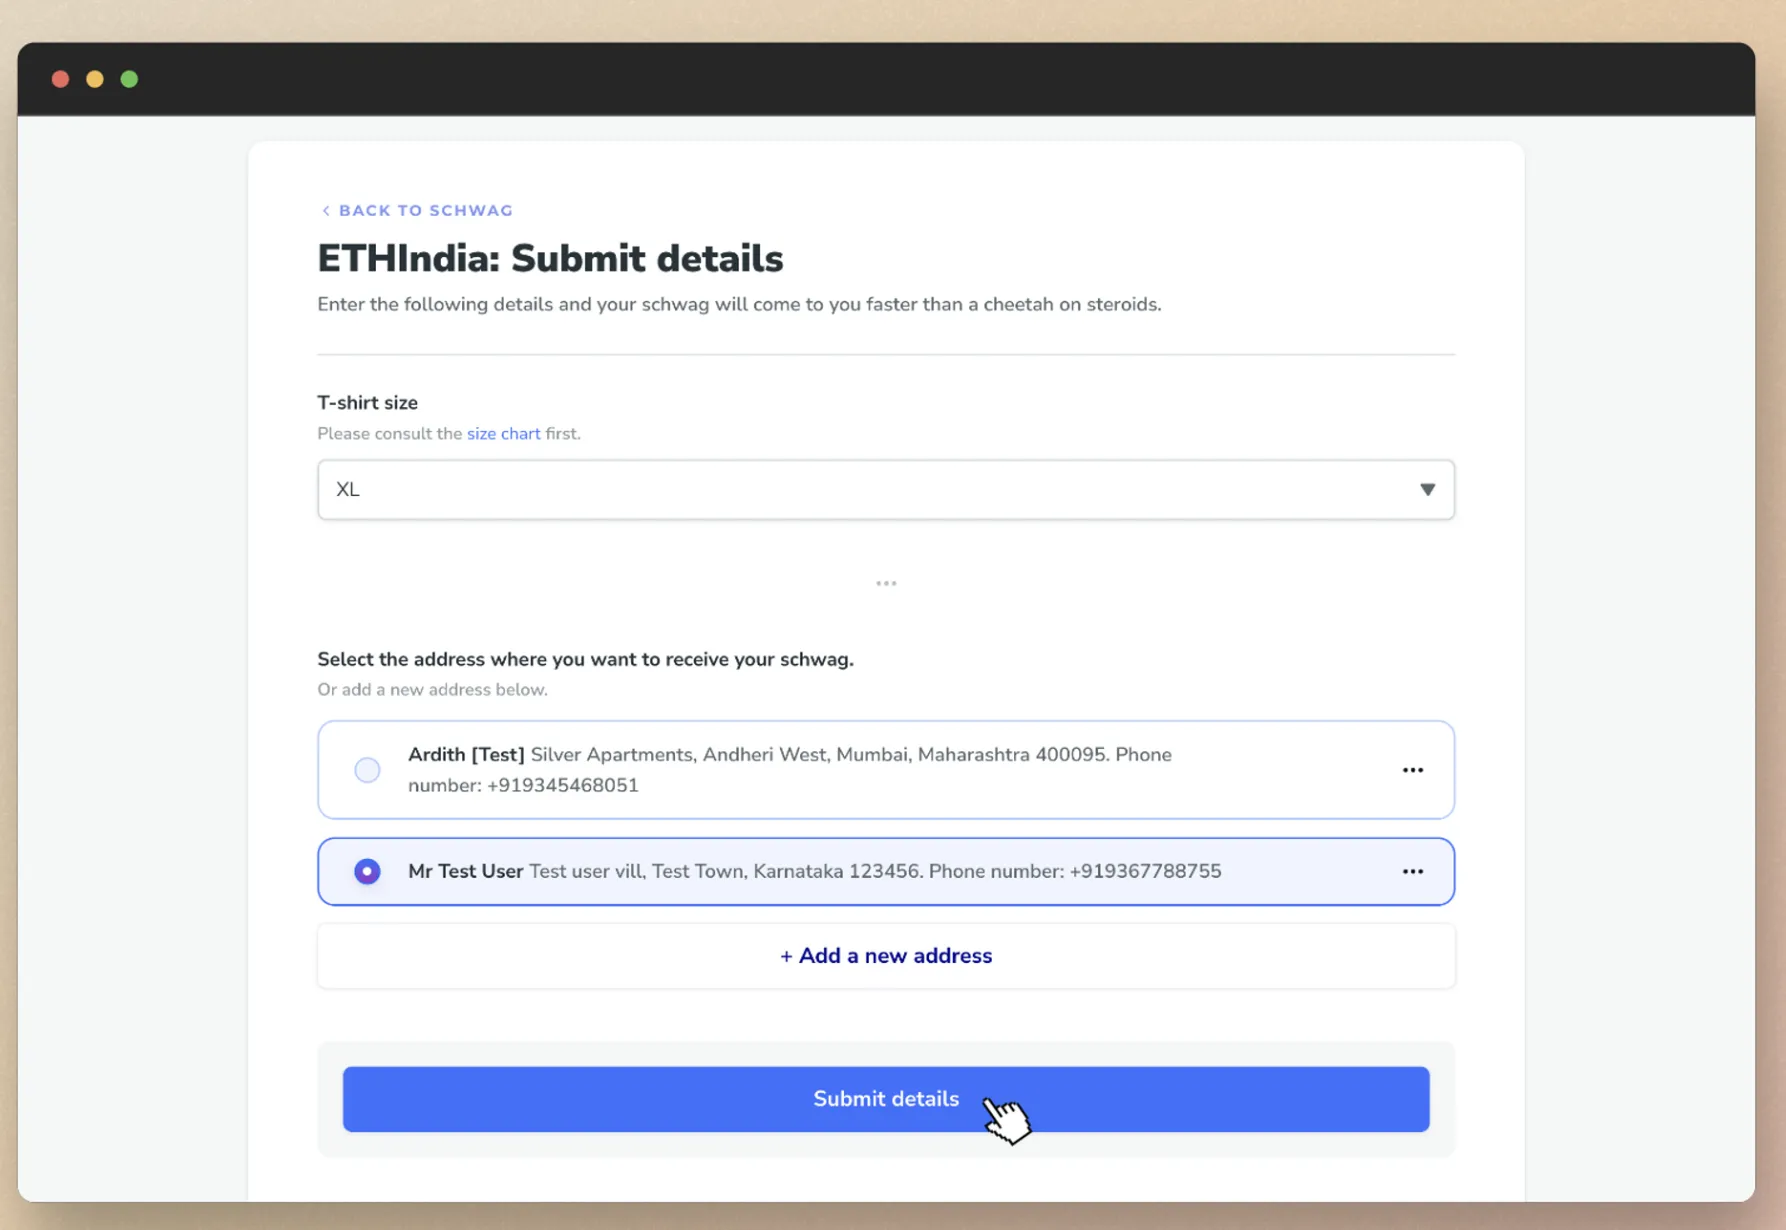 BACK TO SCHWAG
ETHIndia: Submit details
Enter the following details and your schwag will come to you faster than a cheetah on steroids.
T-shirt size
Please consult the size chart first.
XL
...
Select the address where you want to receive your schwag.
Or add a new address below.
Ardith [Test] Silver Apartments, Andheri West, Mumbai, Maharashtra 400095. Phone
number: +919345468051
Mr Test User Test user vill, Test Town, Karnataka 123456. Phone number: +919367788755
+ Add a new address
Submit details